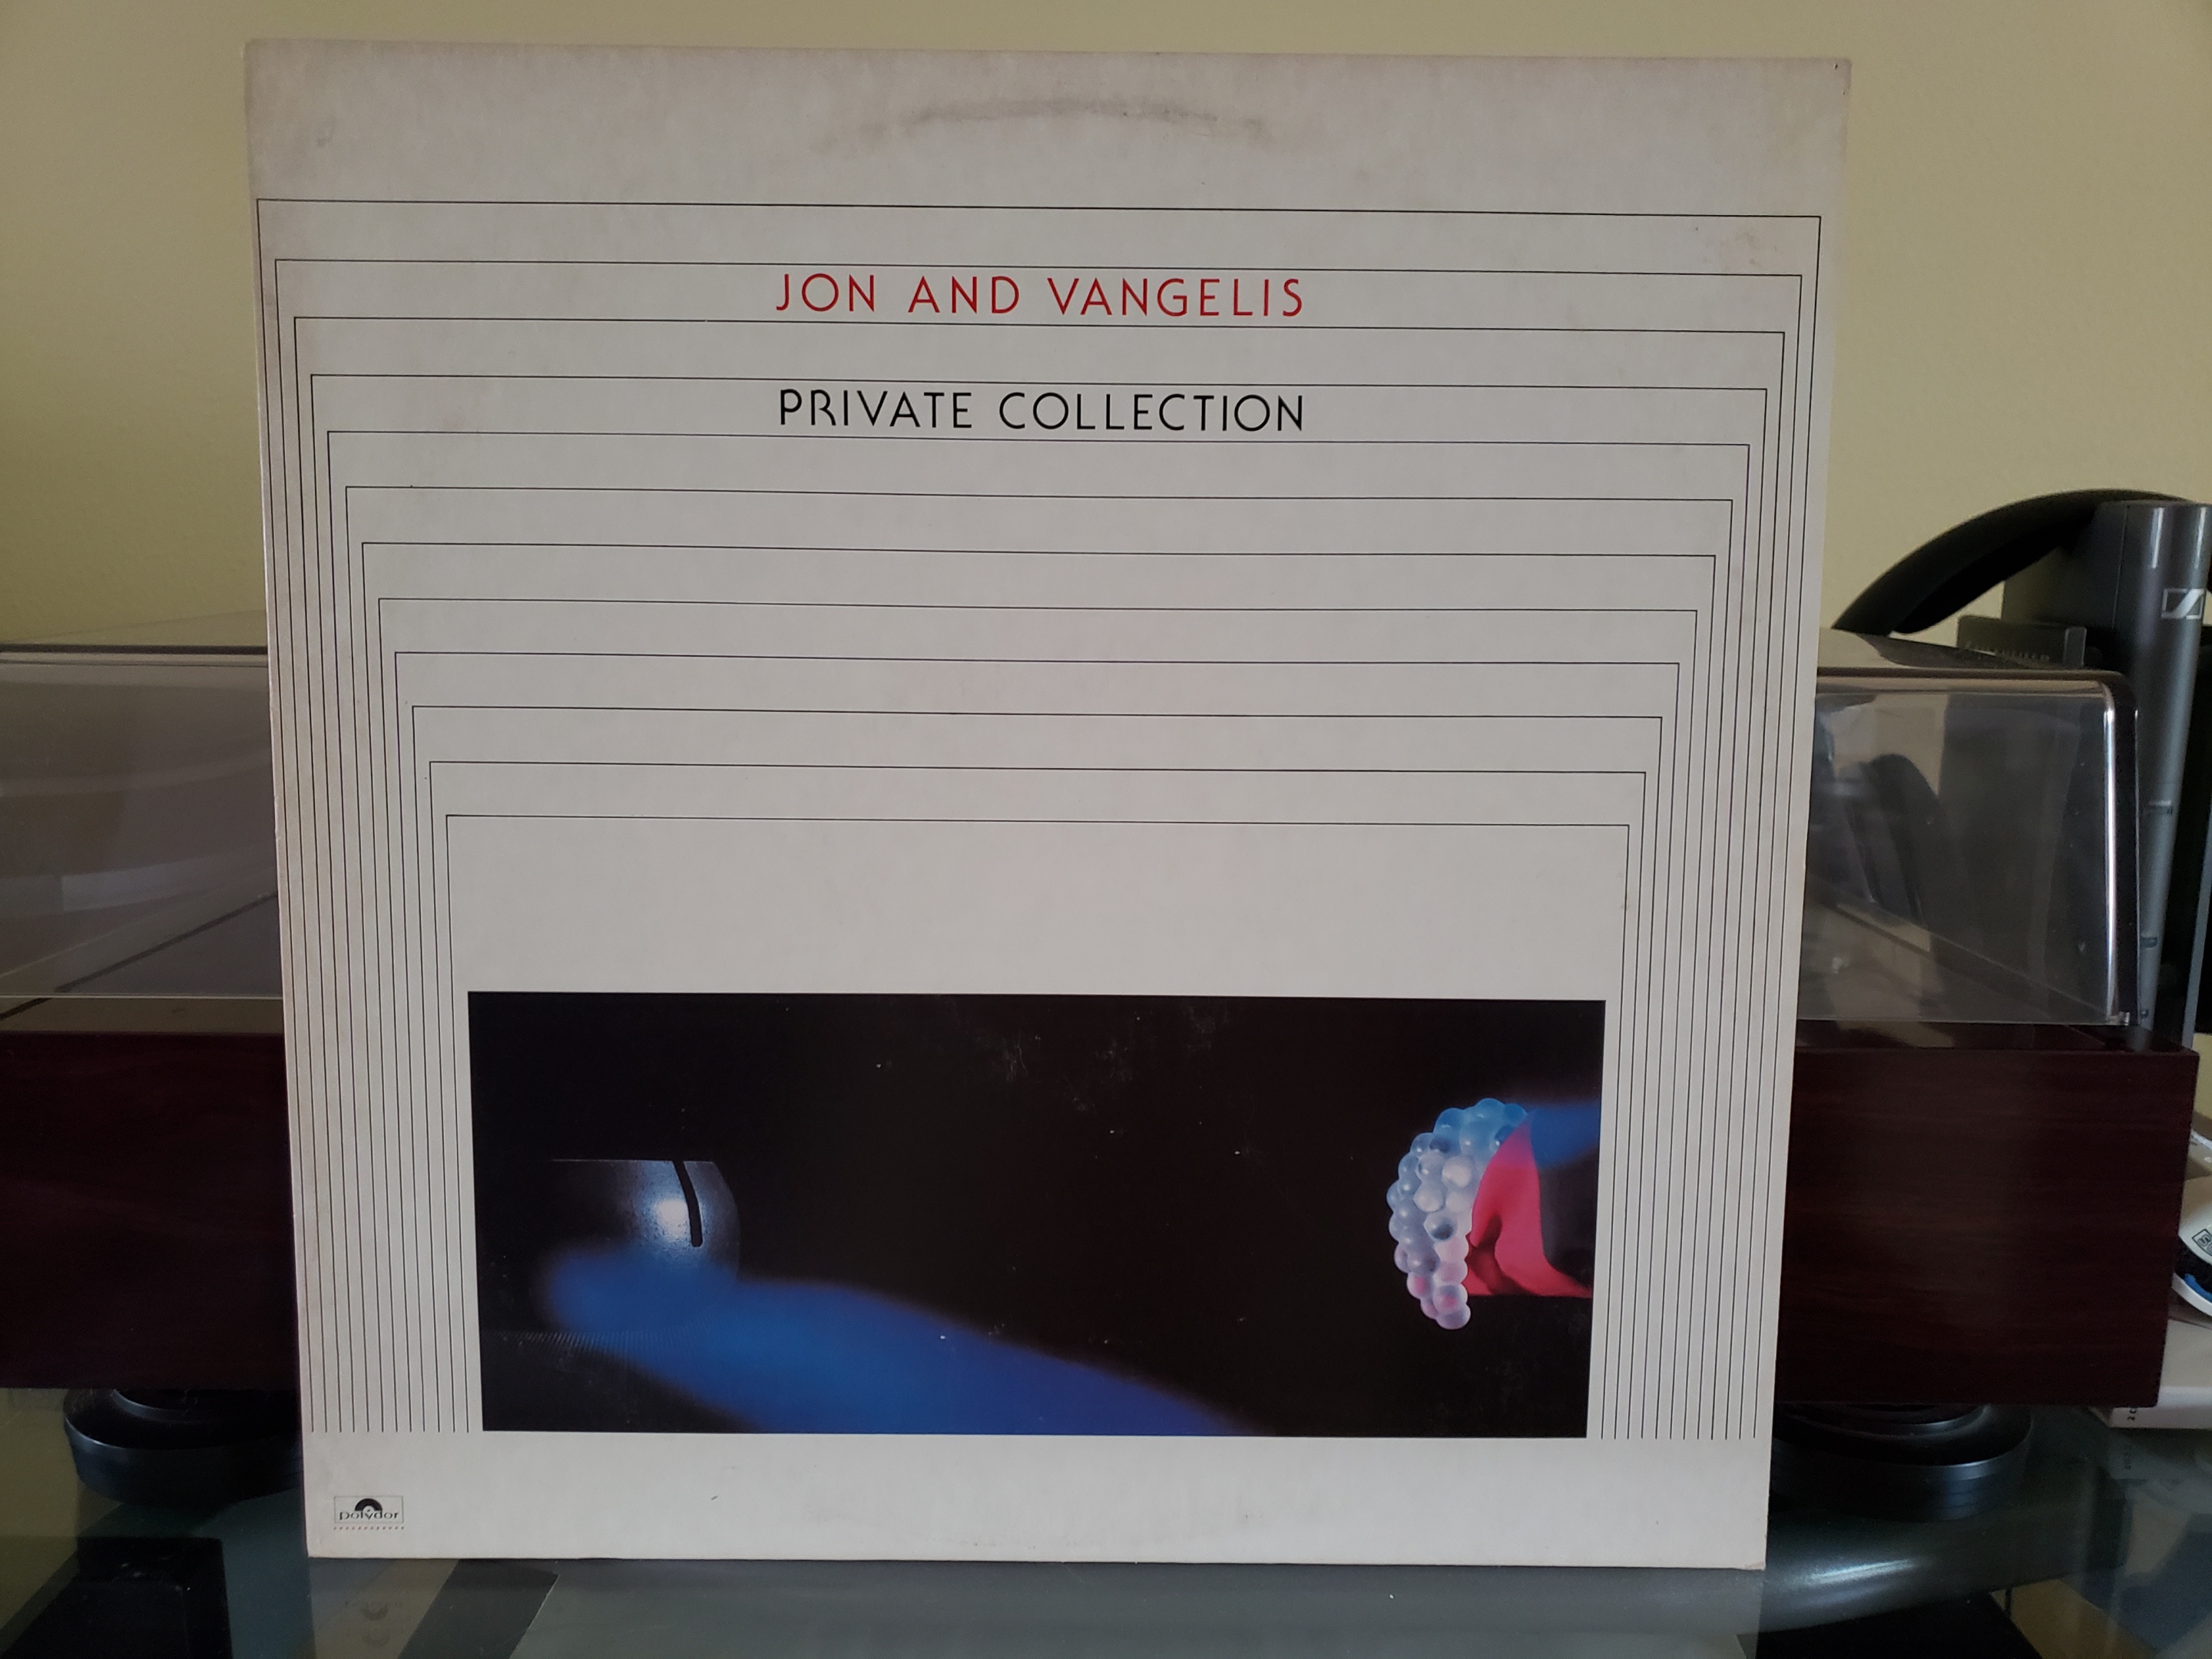 JON AND VANGELIS
PRIVATE COLLECTION
polydor